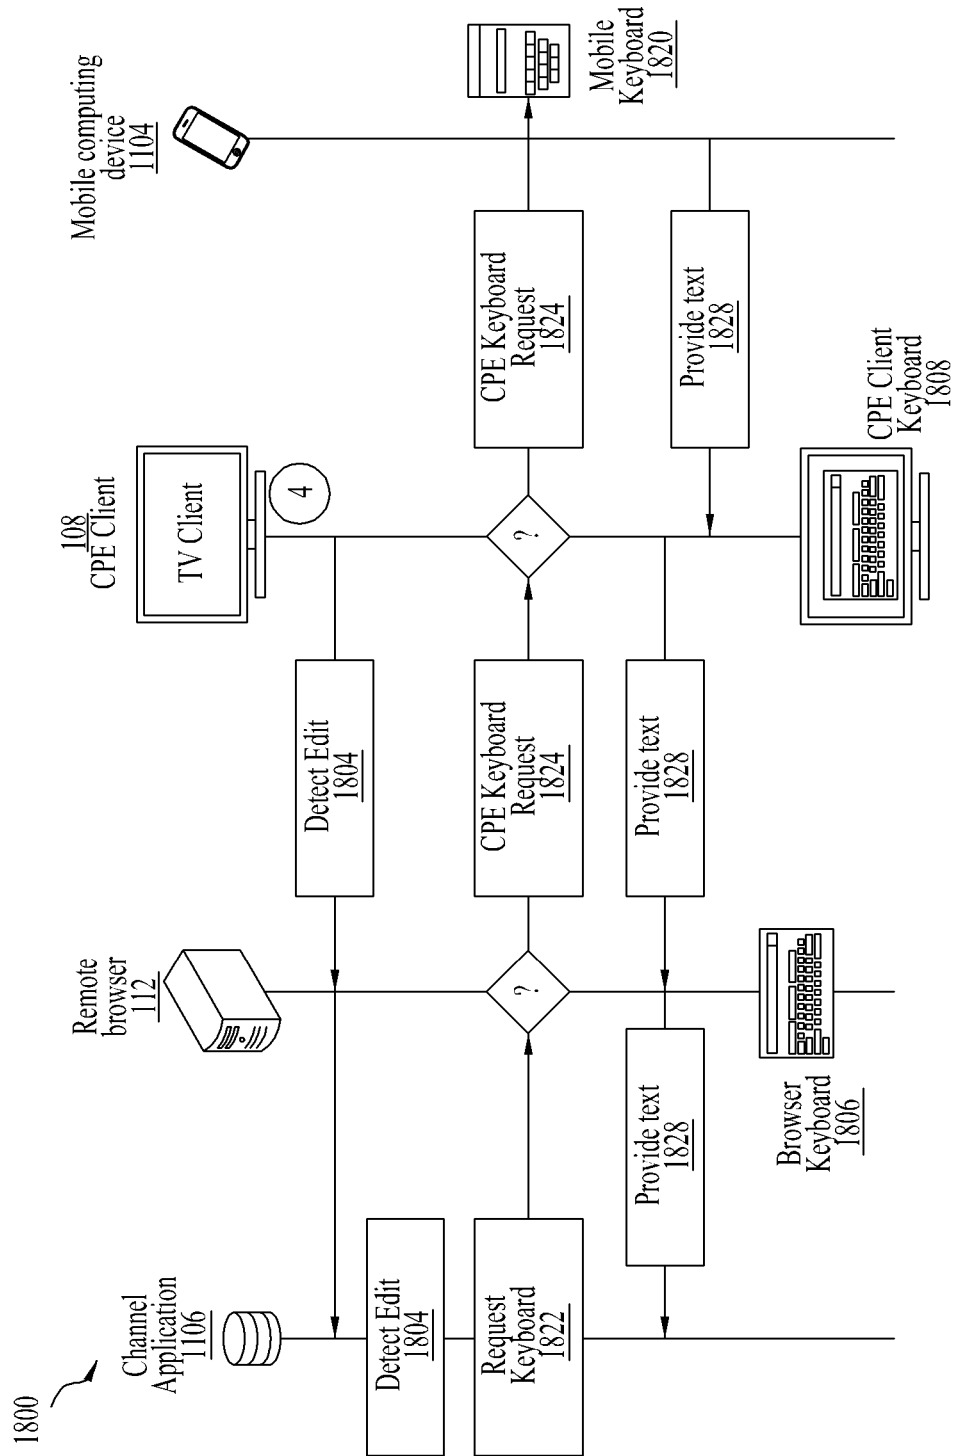 1800
Channel
Application
1106
Remote
browser
112
108
CPE Client
TV Client
4
Mobile computing
device
1104
Detect Edit
1804
Detect Edit
1804
Request
Keyboard
1822
?
CPE Keyboard
Request
1824
?
CPE Keyboard
Request
1824
Mobile
Keyboard
1820
Provide text
1828
Provide text
1828
Provide text
1828
Browser
Keyboard
1806
CPE Client
Keyboard
1808